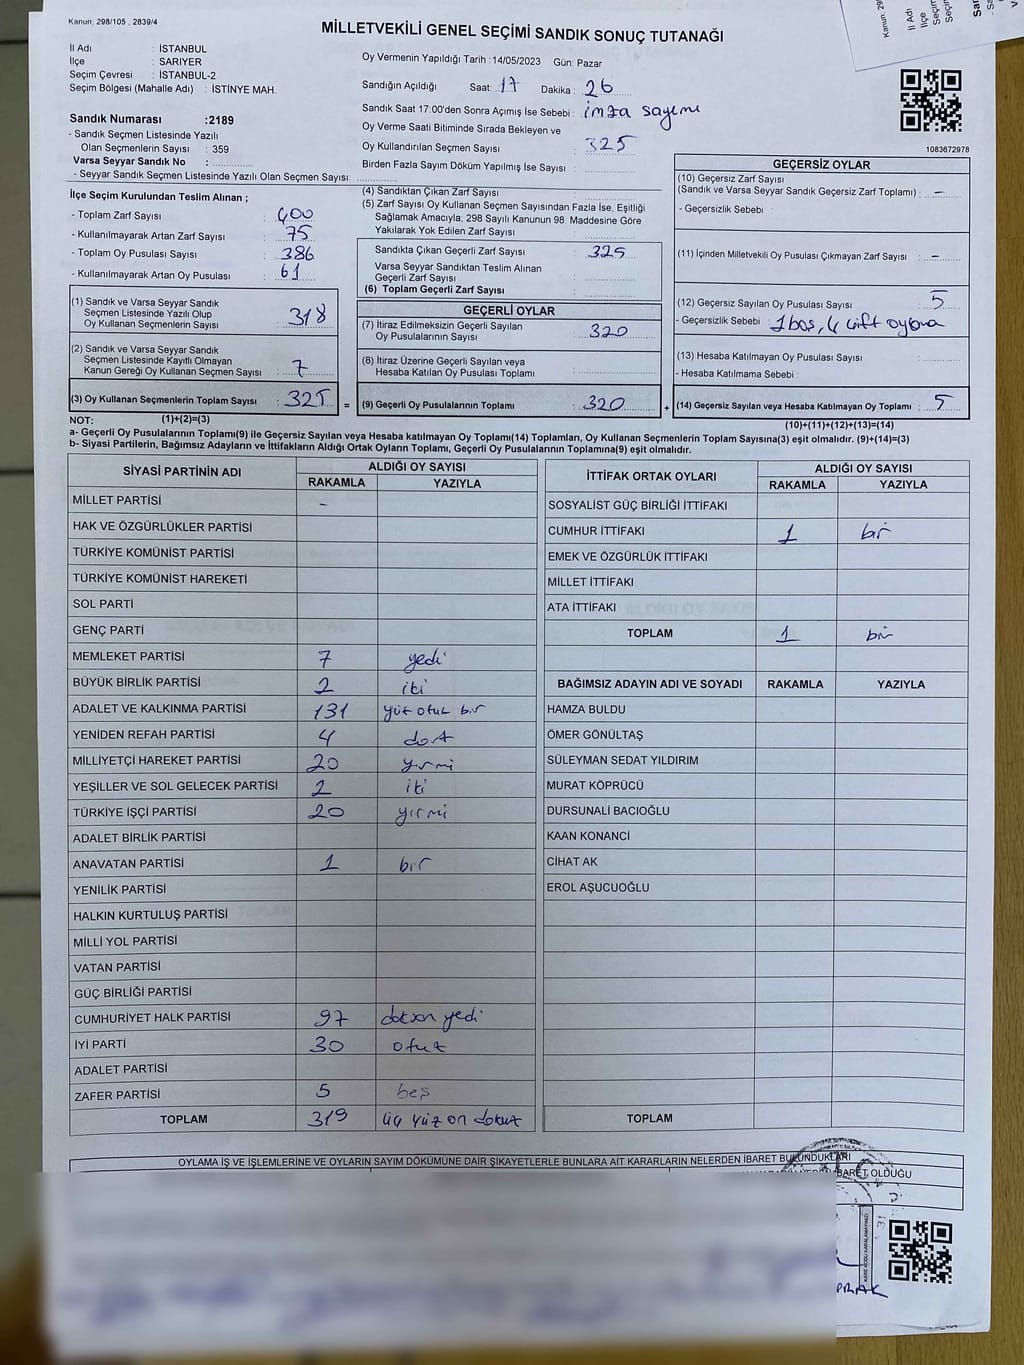 Kanun: 298/105 , 2839/4
MİLLETVEKİLİ GENEL SEÇİMİ SANDIK SONUÇ TUTANAĞI
İl Adı : İSTANBUL
İlçe : SARIYER
Seçim Çevresi : İSTANBUL-2
Seçim Bölgesi (Mahalle Adı) : İSTİNYE MAH.
Sandık Numarası :2189
- Sandık Seçmen Listesinde Yazılı
Olan Seçmenlerin Sayısı : 359
Varsa Seyyar Sandık No :
- Seyyar Sandık Seçmen Listesinde Yazılı Olan Seçmen Sayısı:
Oy Vermenin Yapıldığı Tarih :14/05/2023 Gün: Pazar
Sandığın Açıldığı Saat: 17 Dakika: 26
Sandık Saat 17:00'den Sonra Açımış İse Sebebi : imza sayımı
Oy Verme Saati Bitiminde Sırada Bekleyen ve
Oy Kullandırılan Seçmen Sayısı : 325
Birden Fazla Sayım Döküm Yapılmış İse Sayısı :
1083672978
İlçe Seçim Kurulundan Teslim Alınan ;
- Toplam Zarf Sayısı : 400
- Kullanılmayarak Artan Zarf Sayısı : 75
- Toplam Oy Pusulası Sayısı : 386
- Kullanılmayarak Artan Oy Pusulası : 61
(1) Sandık ve Varsa Seyyar Sandık
Seçmen Listesinde Yazılı Olup
Oy Kullanan Seçmenlerin Sayısı : 318
(2) Sandık ve Varsa Seyyar Sandık
Seçmen Listesinde Kayıtlı Olmayan
Kanun Gereği Oy Kullanan Seçmen Sayısı : 7
(3) Oy Kullanan Seçmenlerin Toplam Sayısı : 325 =
(4) Sandıktan Çıkan Zarf Sayısı :
(5) Zarf Sayısı Oy Kullanan Seçmen Sayısından Fazla İse, Eşitliği
Sağlamak Amacıyla, 298 Sayılı Kanunun 98. Maddesine Göre
Yakılarak Yok Edilen Zarf Sayısı :
Sandıkta Çıkan Geçerli Zarf Sayısı : 325
Varsa Seyyar Sandıktan Teslim Alınan
Geçerli Zarf Sayısı :
(6) Toplam Geçerli Zarf Sayısı :
GEÇERLİ OYLAR
(7) İtiraz Edilmeksizin Geçerli Sayılan
Oy Pusulalarının Sayısı : 320
(8) İtiraz Üzerine Geçerli Sayılan veya
Hesaba Katılan Oy Pusulası Toplamı :
(9) Geçerli Oy Pusulalarının Toplamı : 320 +
GEÇERSİZ OYLAR
(10) Geçersiz Zarf Sayısı
(Sandık ve Varsa Seyyar Sandık Geçersiz Zarf Toplamı) : -
- Geçersizlik Sebebi :
(11) İçinden Milletvekili Oy Pusulası Çıkmayan Zarf Sayısı : -
(12) Geçersiz Sayılan Oy Pusulası Sayısı : 5
- Geçersizlik Sebebi : 1 boş, 4 çift oylama
(13) Hesaba Katılmayan Oy Pusulası Sayısı :
- Hesaba Katılmama Sebebi :
(14) Geçersiz Sayılan veya Hesaba Katılmayan Oy Toplamı : 5
NOT: (1)+(2)=(3) (10)+(11)+(12)+(13)=(14)
a- Geçerli Oy Pusulalarının Toplamı(9) ile Geçersiz Sayılan veya Hesaba katılmayan Oy Toplamı(14) Toplamları, Oy Kullanan Seçmenlerin Toplam Sayısına(3) eşit olmalıdır. (9)+(14)=(3)
b- Siyasi Partilerin, Bağımsız Adayların ve İttifakların Aldığı Ortak Oyların Toplamı, Geçerli Oy Pusulalarının Toplamına(9) eşit olmalıdır.
SİYASİ PARTİNİN ADI ALDIĞI OY SAYISI
RAKAMLA YAZIYLA
MİLLET PARTİSİ -
HAK VE ÖZGÜRLÜKLER PARTİSİ
TÜRKİYE KOMÜNİST PARTİSİ
TÜRKİYE KOMÜNİST HAREKETİ
SOL PARTİ
GENÇ PARTİ
MEMLEKET PARTİSİ 7 yedi
BÜYÜK BİRLİK PARTİSİ 2 iki
ADALET VE KALKINMA PARTİSİ 131 yüz otuz bir
YENİDEN REFAH PARTİSİ 4 dört
MİLLİYETÇİ HAREKET PARTİSİ 20 yirmi
YEŞİLLER VE SOL GELECEK PARTİSİ 2 iki
TÜRKİYE İŞÇİ PARTİSİ 20 yirmi
ADALET BİRLİK PARTİSİ
ANAVATAN PARTİSİ 1 bir
YENİLİK PARTİSİ
HALKIN KURTULUŞ PARTİSİ
MİLLİ YOL PARTİSİ
VATAN PARTİSİ
GÜÇ BİRLİĞİ PARTİSİ
CUMHURİYET HALK PARTİSİ 97 doksan yedi
İYİ PARTİ 30 otuz
ADALET PARTİSİ
ZAFER PARTİSİ 5 beş
TOPLAM 319 üç yüz on dokuz
İTTİFAK ORTAK OYLARI ALDIĞI OY SAYISI
RAKAMLA YAZIYLA
SOSYALİST GÜÇ BİRLİĞİ İTTİFAKI
CUMHUR İTTİFAKI 1 bir
EMEK VE ÖZGÜRLÜK İTTİFAKI
MİLLET İTTİFAKI
ATA İTTİFAKI
TOPLAM 1 bir
BAĞIMSIZ ADAYIN ADI VE SOYADI RAKAMLA YAZIYLA
HAMZA BULDU
ÖMER GÖNÜLTAŞ
SÜLEYMAN SEDAT YILDIRIM
MURAT KÖPRÜCÜ
DURSUNALİ BACIOĞLU
KAAN KONANCİ
CİHAT AK
EROL AŞUCUOĞLU
TOPLAM
OYLAMA İŞ VE İŞLEMLERİNE VE OYLARIN SAYIM DÖKÜMÜNE DAİR ŞİKAYETLERLE BUNLARA AİT KARARLARIN NELERDEN İBARET BULUNDUKLARI
İBARET OLDUĞU